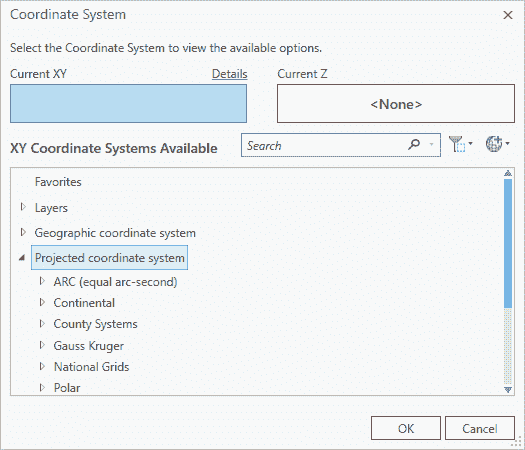 Coordinate System
Select the Coordinate System to view the available options.
Current XY Details Current Z
<None>
XY Coordinate Systems Available Search
Favorites
Layers
Geographic coordinate system
Projected coordinate system
ARC (equal arc-second)
Continental
County Systems
Gauss Kruger
National Grids
Polar
OK Cancel